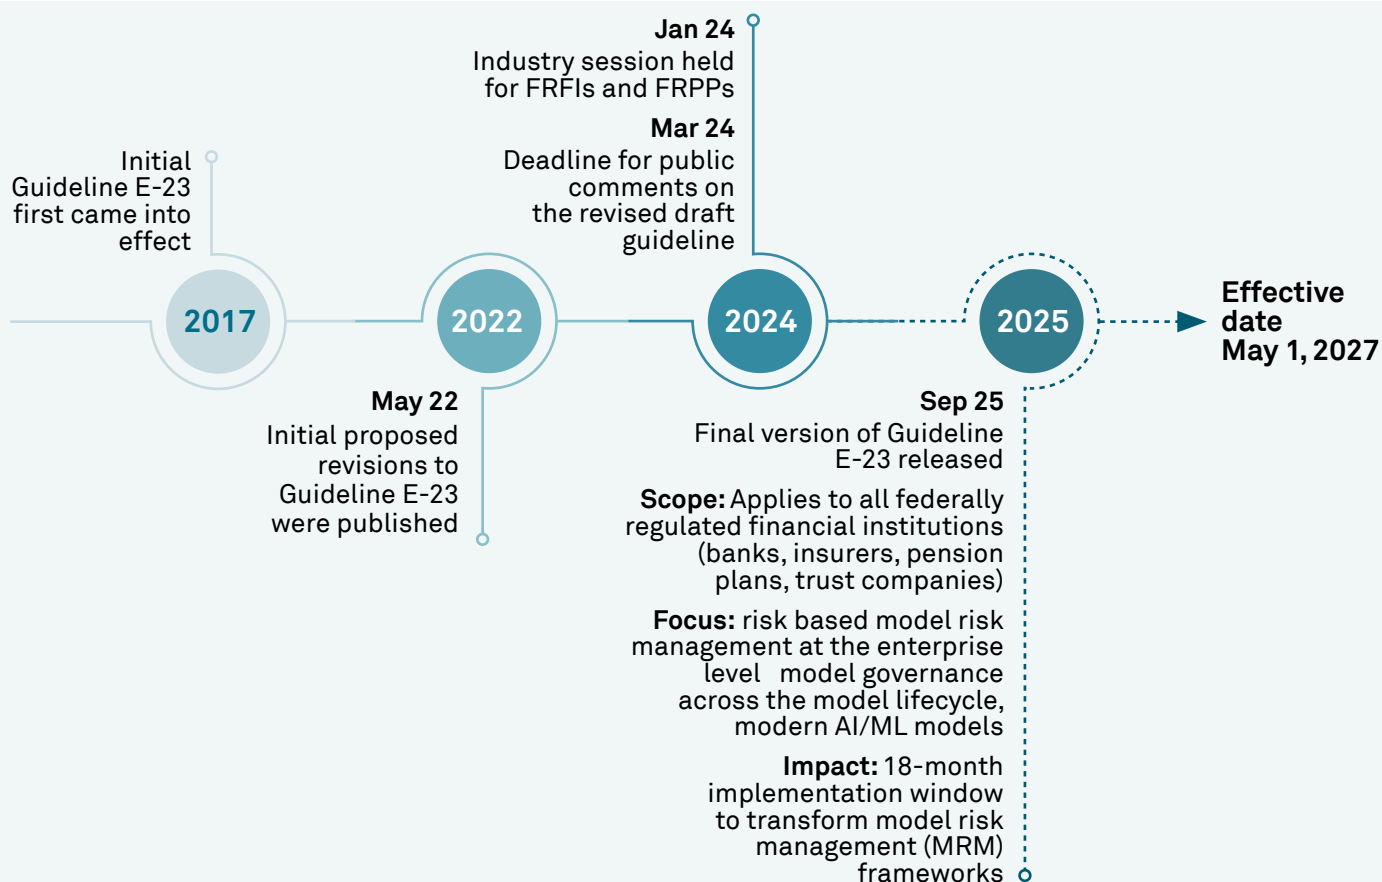 Initial
Guideline E-23
first came into
effect
2017
2022
May 22
Initial proposed
revisions to
Guideline E-23
were published
Jan 24
Industry session held
for FRFIs and FRPPs
Mar 24
Deadline for public
comments on
the revised draft
guideline
2024
2025
Sep 25
Final version of Guideline
E-23 released
Scope: Applies to all federally
regulated financial institutions
(banks, insurers, pension
plans, trust companies)
Focus: risk based model risk
management at the enterprise
level model governance
across the model lifecycle,
modern AI/ML models
Impact: 18-month
implementation window
to transform model risk
management (MRM)
frameworks
Effective
date
May 1, 2027